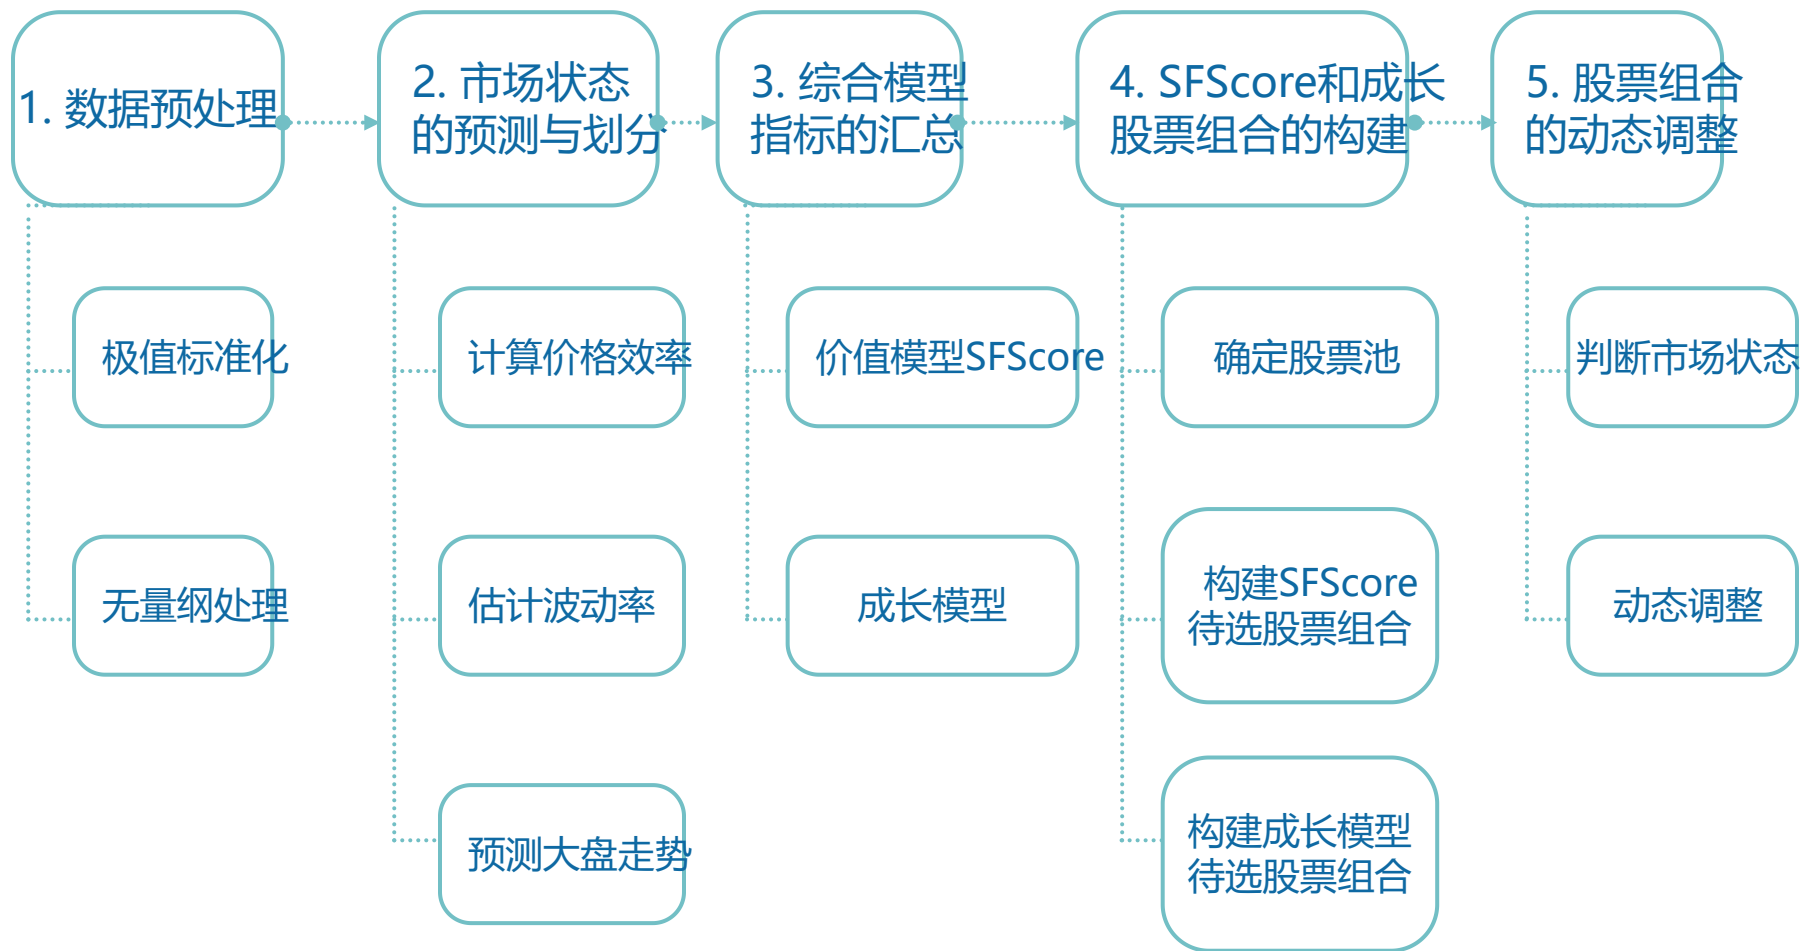 1. 数据预处理
2. 市场状态
的预测与划分
3. 综合模型
指标的汇总
4. SFScore和成长
股票组合的构建
5. 股票组合
的动态调整
极值标准化
计算价格效率
价值模型SFScore
确定股票池
判断市场状态
无量纲处理
估计波动率
成长模型
构建SFScore
待选股票组合
动态调整
预测大盘走势
构建成长模型
待选股票组合